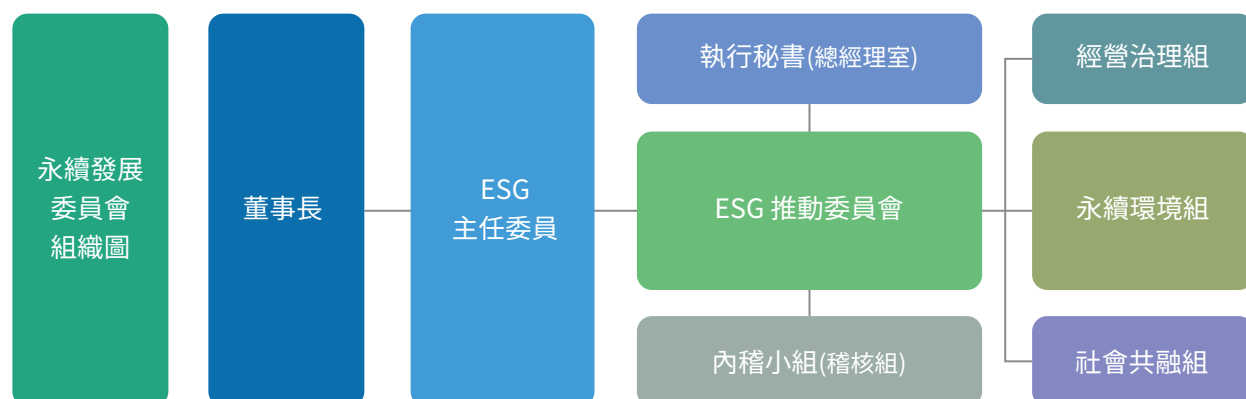 永續發展
委員會
組織圖
董事長
ESG
主任委員
執行秘書(總經理室)
ESG 推動委員會
內稽小組(稽核組)
經營治理組
永續環境組
社會共融組